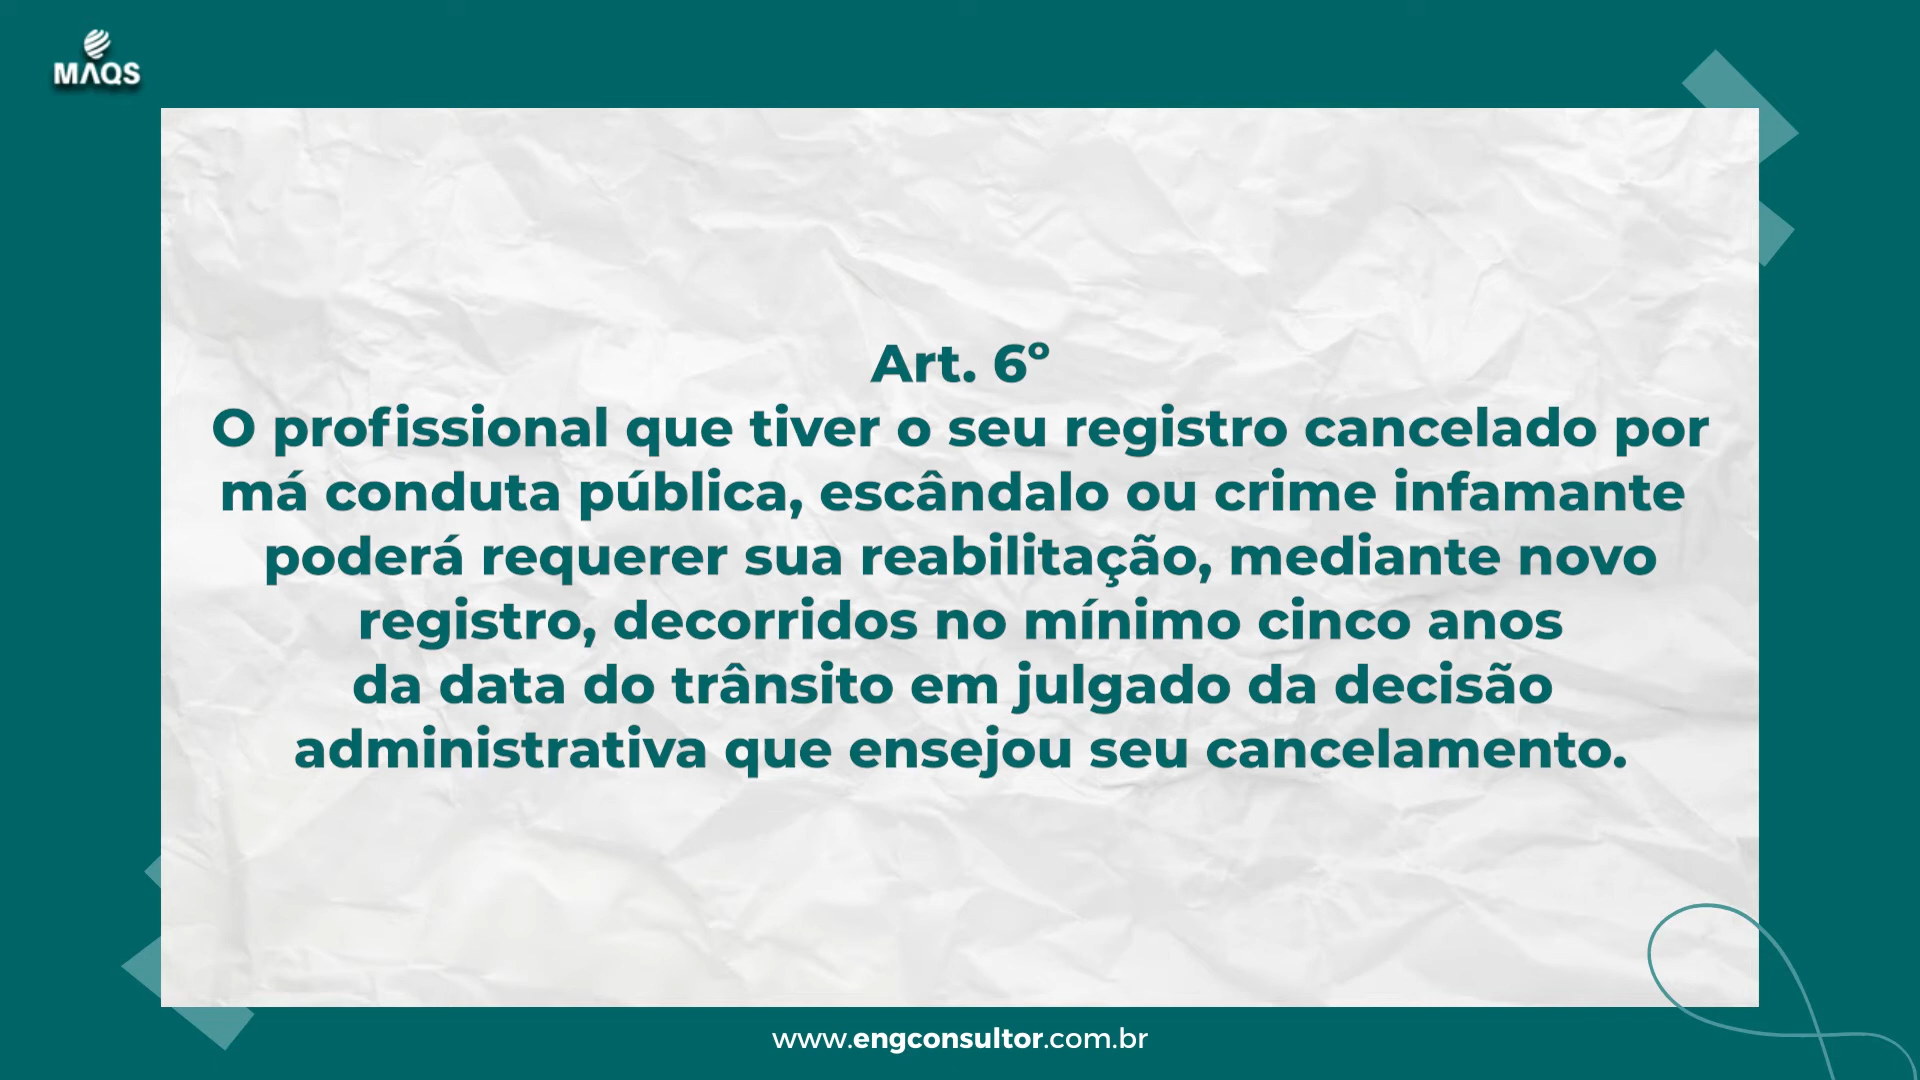 MAQS
Art. 6º
O profissional que tiver o seu registro cancelado por
má conduta pública, escândalo ou crime infamante
poderá requerer sua reabilitação, mediante novo
registro, decorridos no mínimo cinco anos
da data do trânsito em julgado da decisão
administrativa que ensejou seu cancelamento.
www.engconsultor.com.br